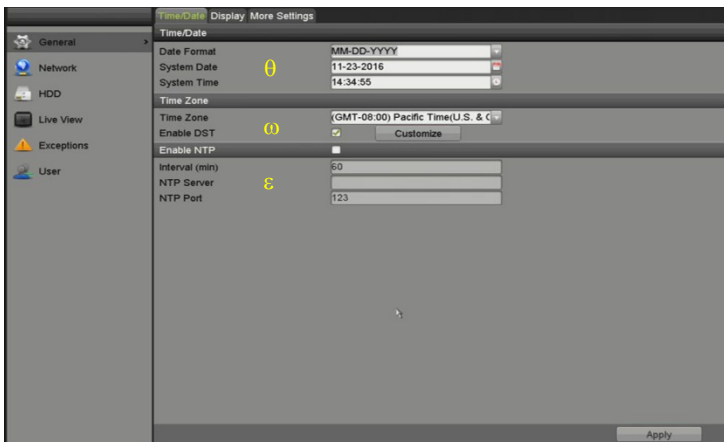 Time/Date Display More Settings
General
Network
HDD
Live View
Exceptions
User
Time/Date
Date Format MM-DD-YYYY
System Date θ 11-23-2016
System Time 14:34:55
Time Zone
Time Zone (GMT-08:00) Pacific Time(U.S. & C
Enable DST ω Customize
Enable NTP
Interval (min) 60
NTP Server ε
NTP Port 123
Apply